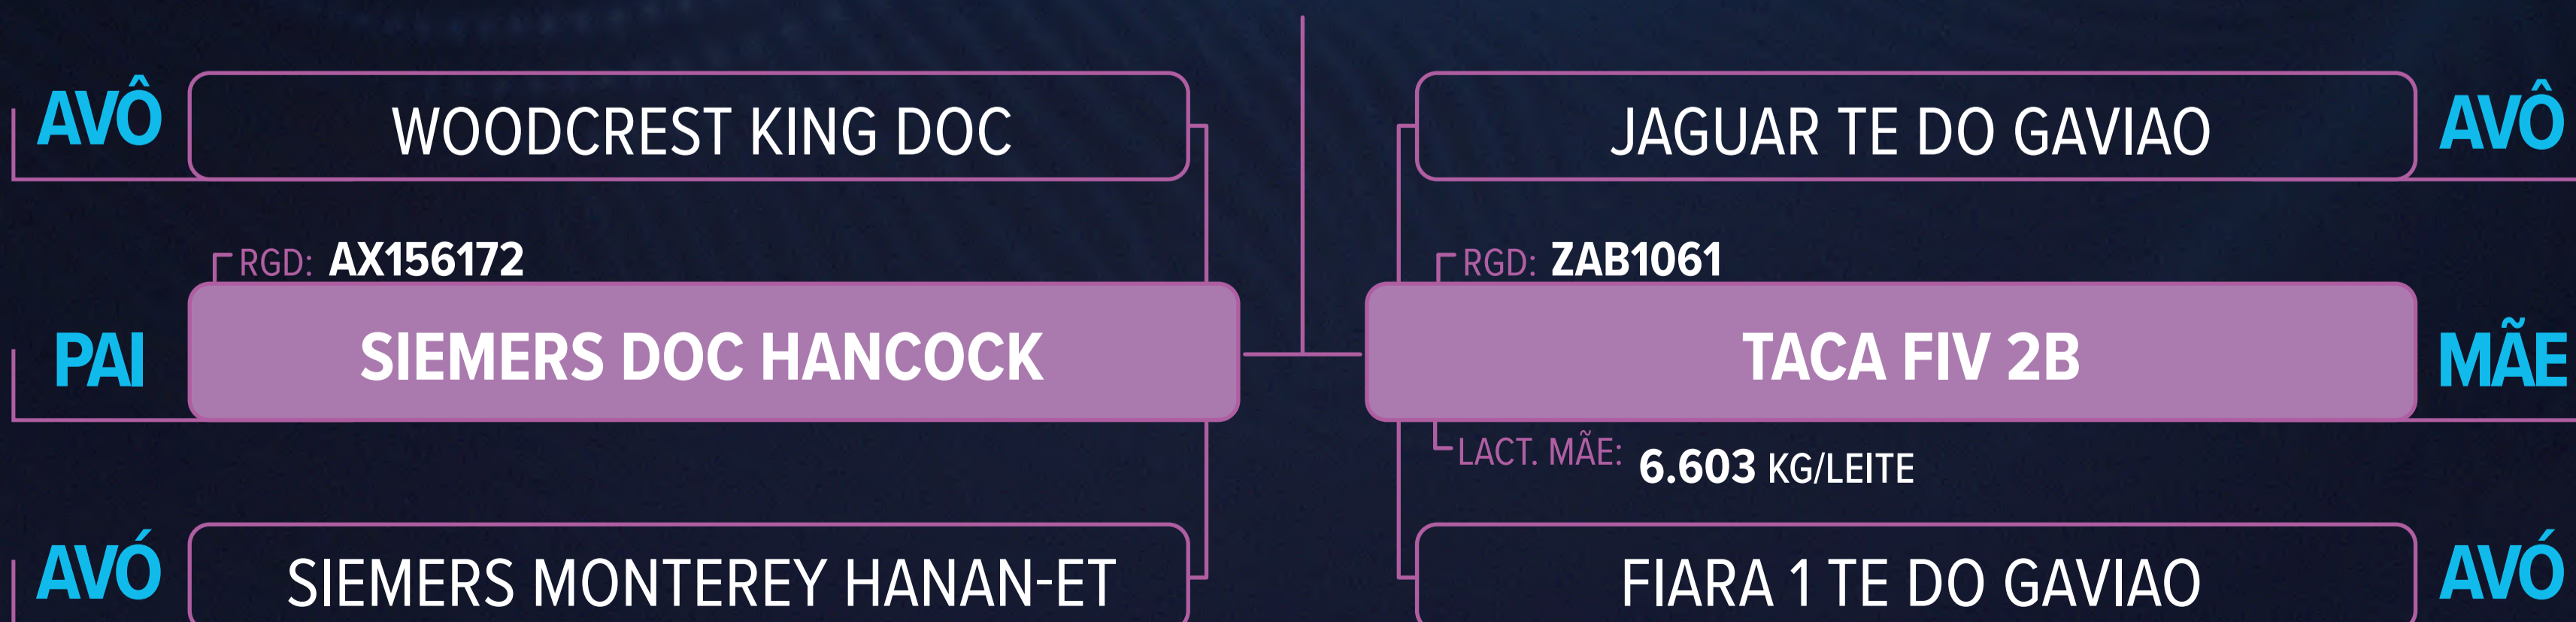 AVÔ
WOODCREST KING DOC
JAGUAR TE DO GAVIAO
AVÔ
RGD: AX156172
RGD: ZAB1061
PAI
SIEMERS DOC HANCOCK
TACA FIV 2B
MÃE
LACT. MÃE: 6.603 KG/LEITE
AVÓ
SIEMERS MONTEREY HANAN-ET
FIARA 1 TE DO GAVIAO
AVÓ